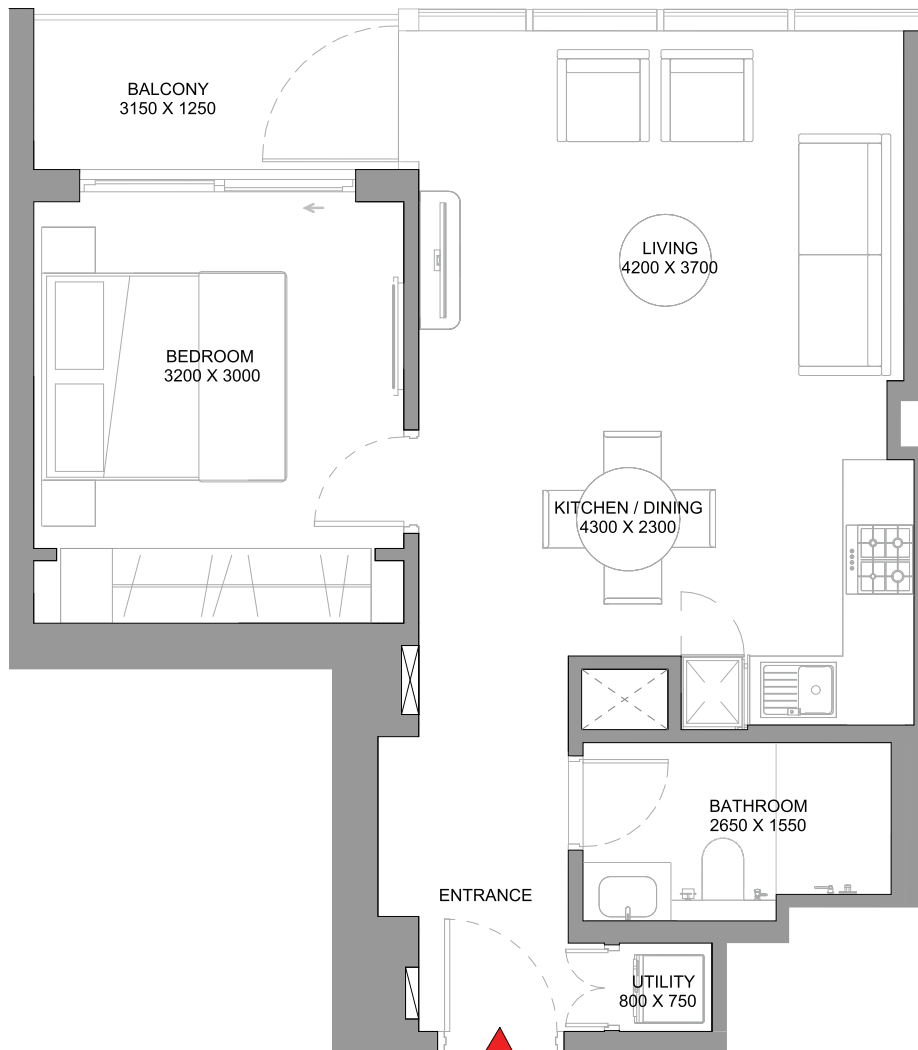 BALCONY
3150 X 1250
LIVING
4200 X 3700
BEDROOM
3200 X 3000
KITCHEN / DINING
4300 X 2300
BATHROOM
2650 X 1550
ENTRANCE
UTILITY
800 X 750